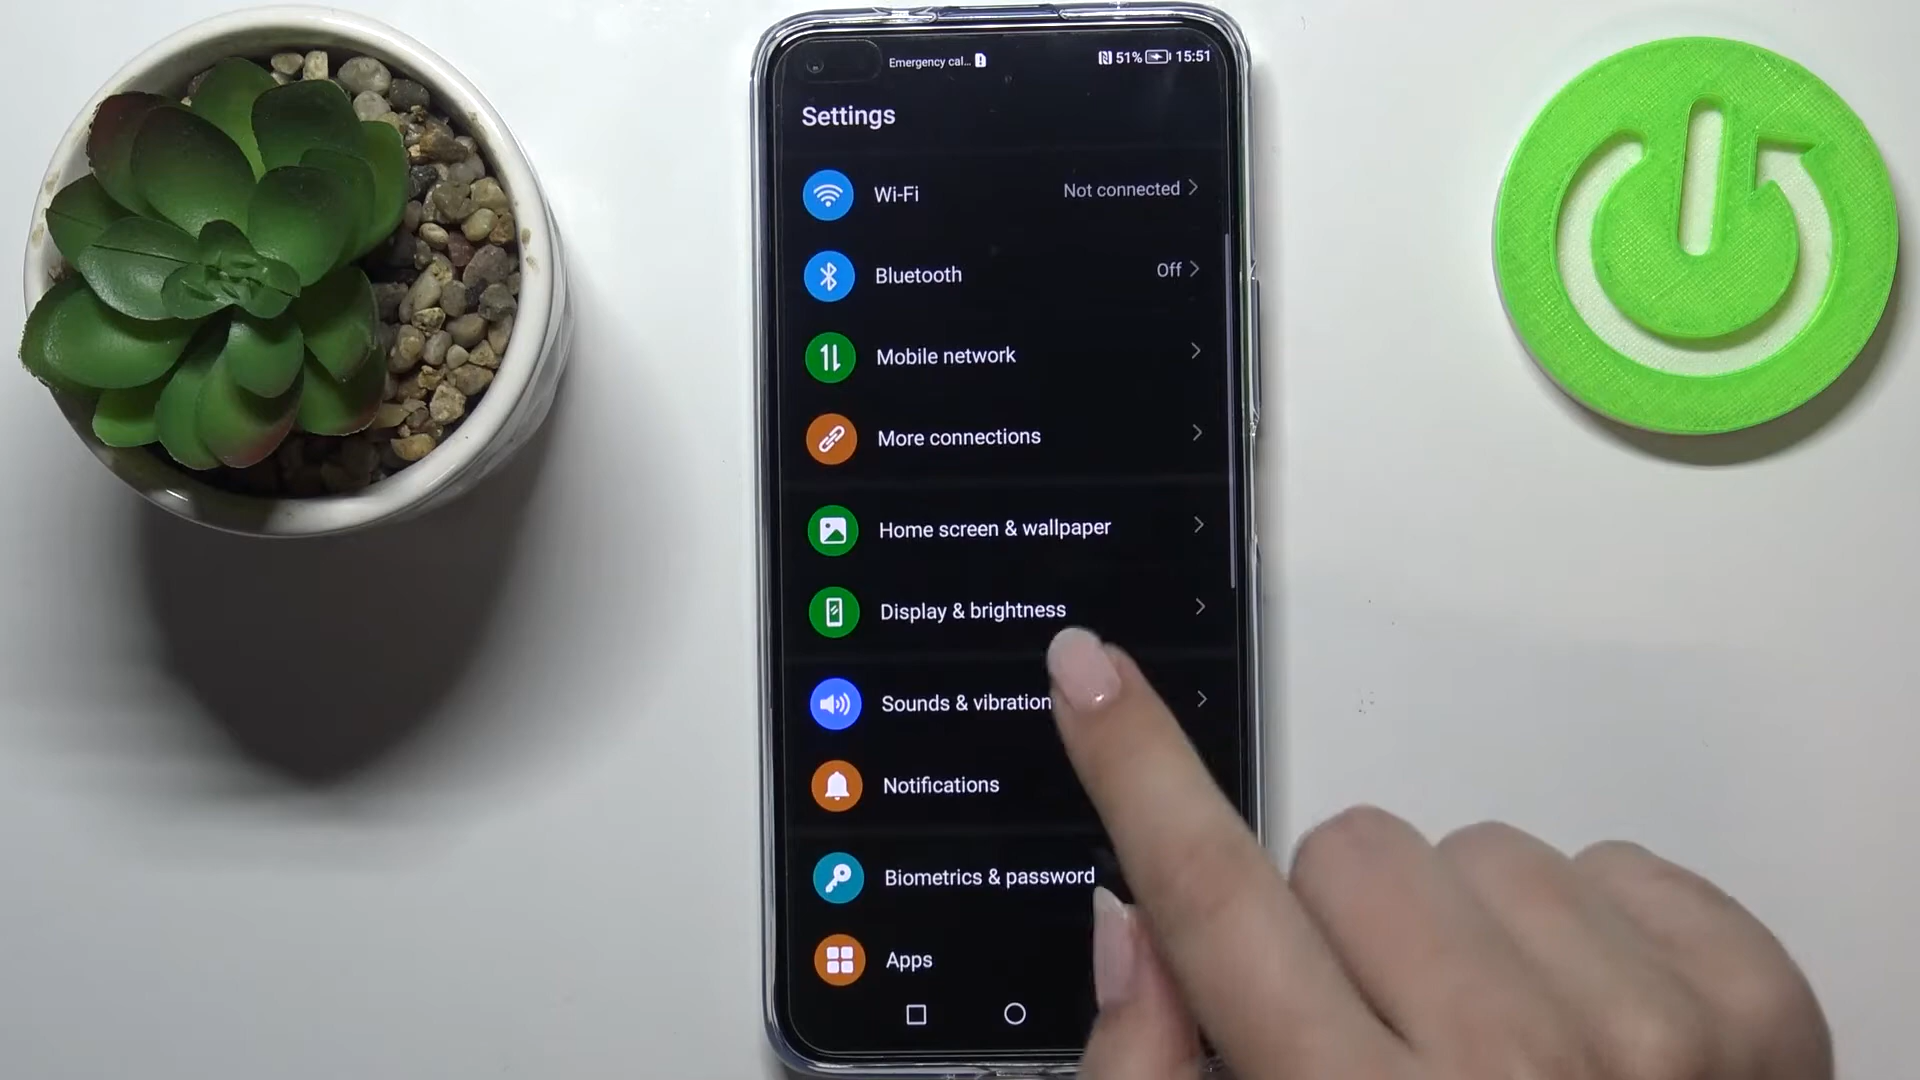 Emergency cal...
51% 15:51
Settings
Wi-Fi Not connected
Bluetooth Off
Mobile network
More connections
Home screen & wallpaper
Display & brightness
Sounds & vibration
Notifications
Biometrics & password
Apps